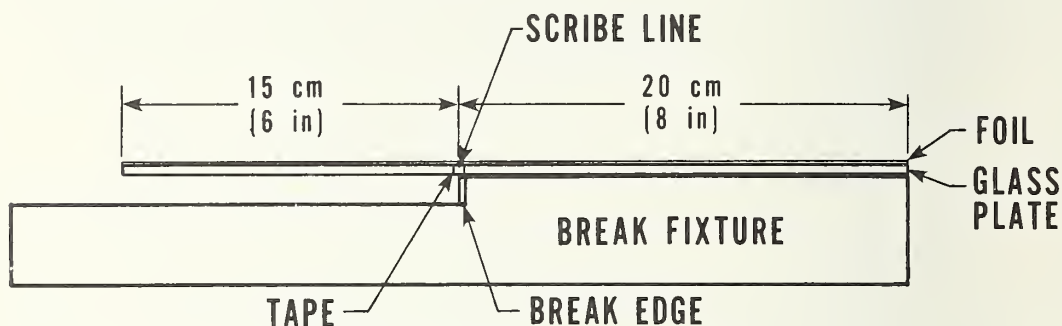 SCRIBE LINE
15 cm
(6 in)
20 cm
(8 in)
FOIL
GLASS
PLATE
BREAK FIXTURE
TAPE
BREAK EDGE